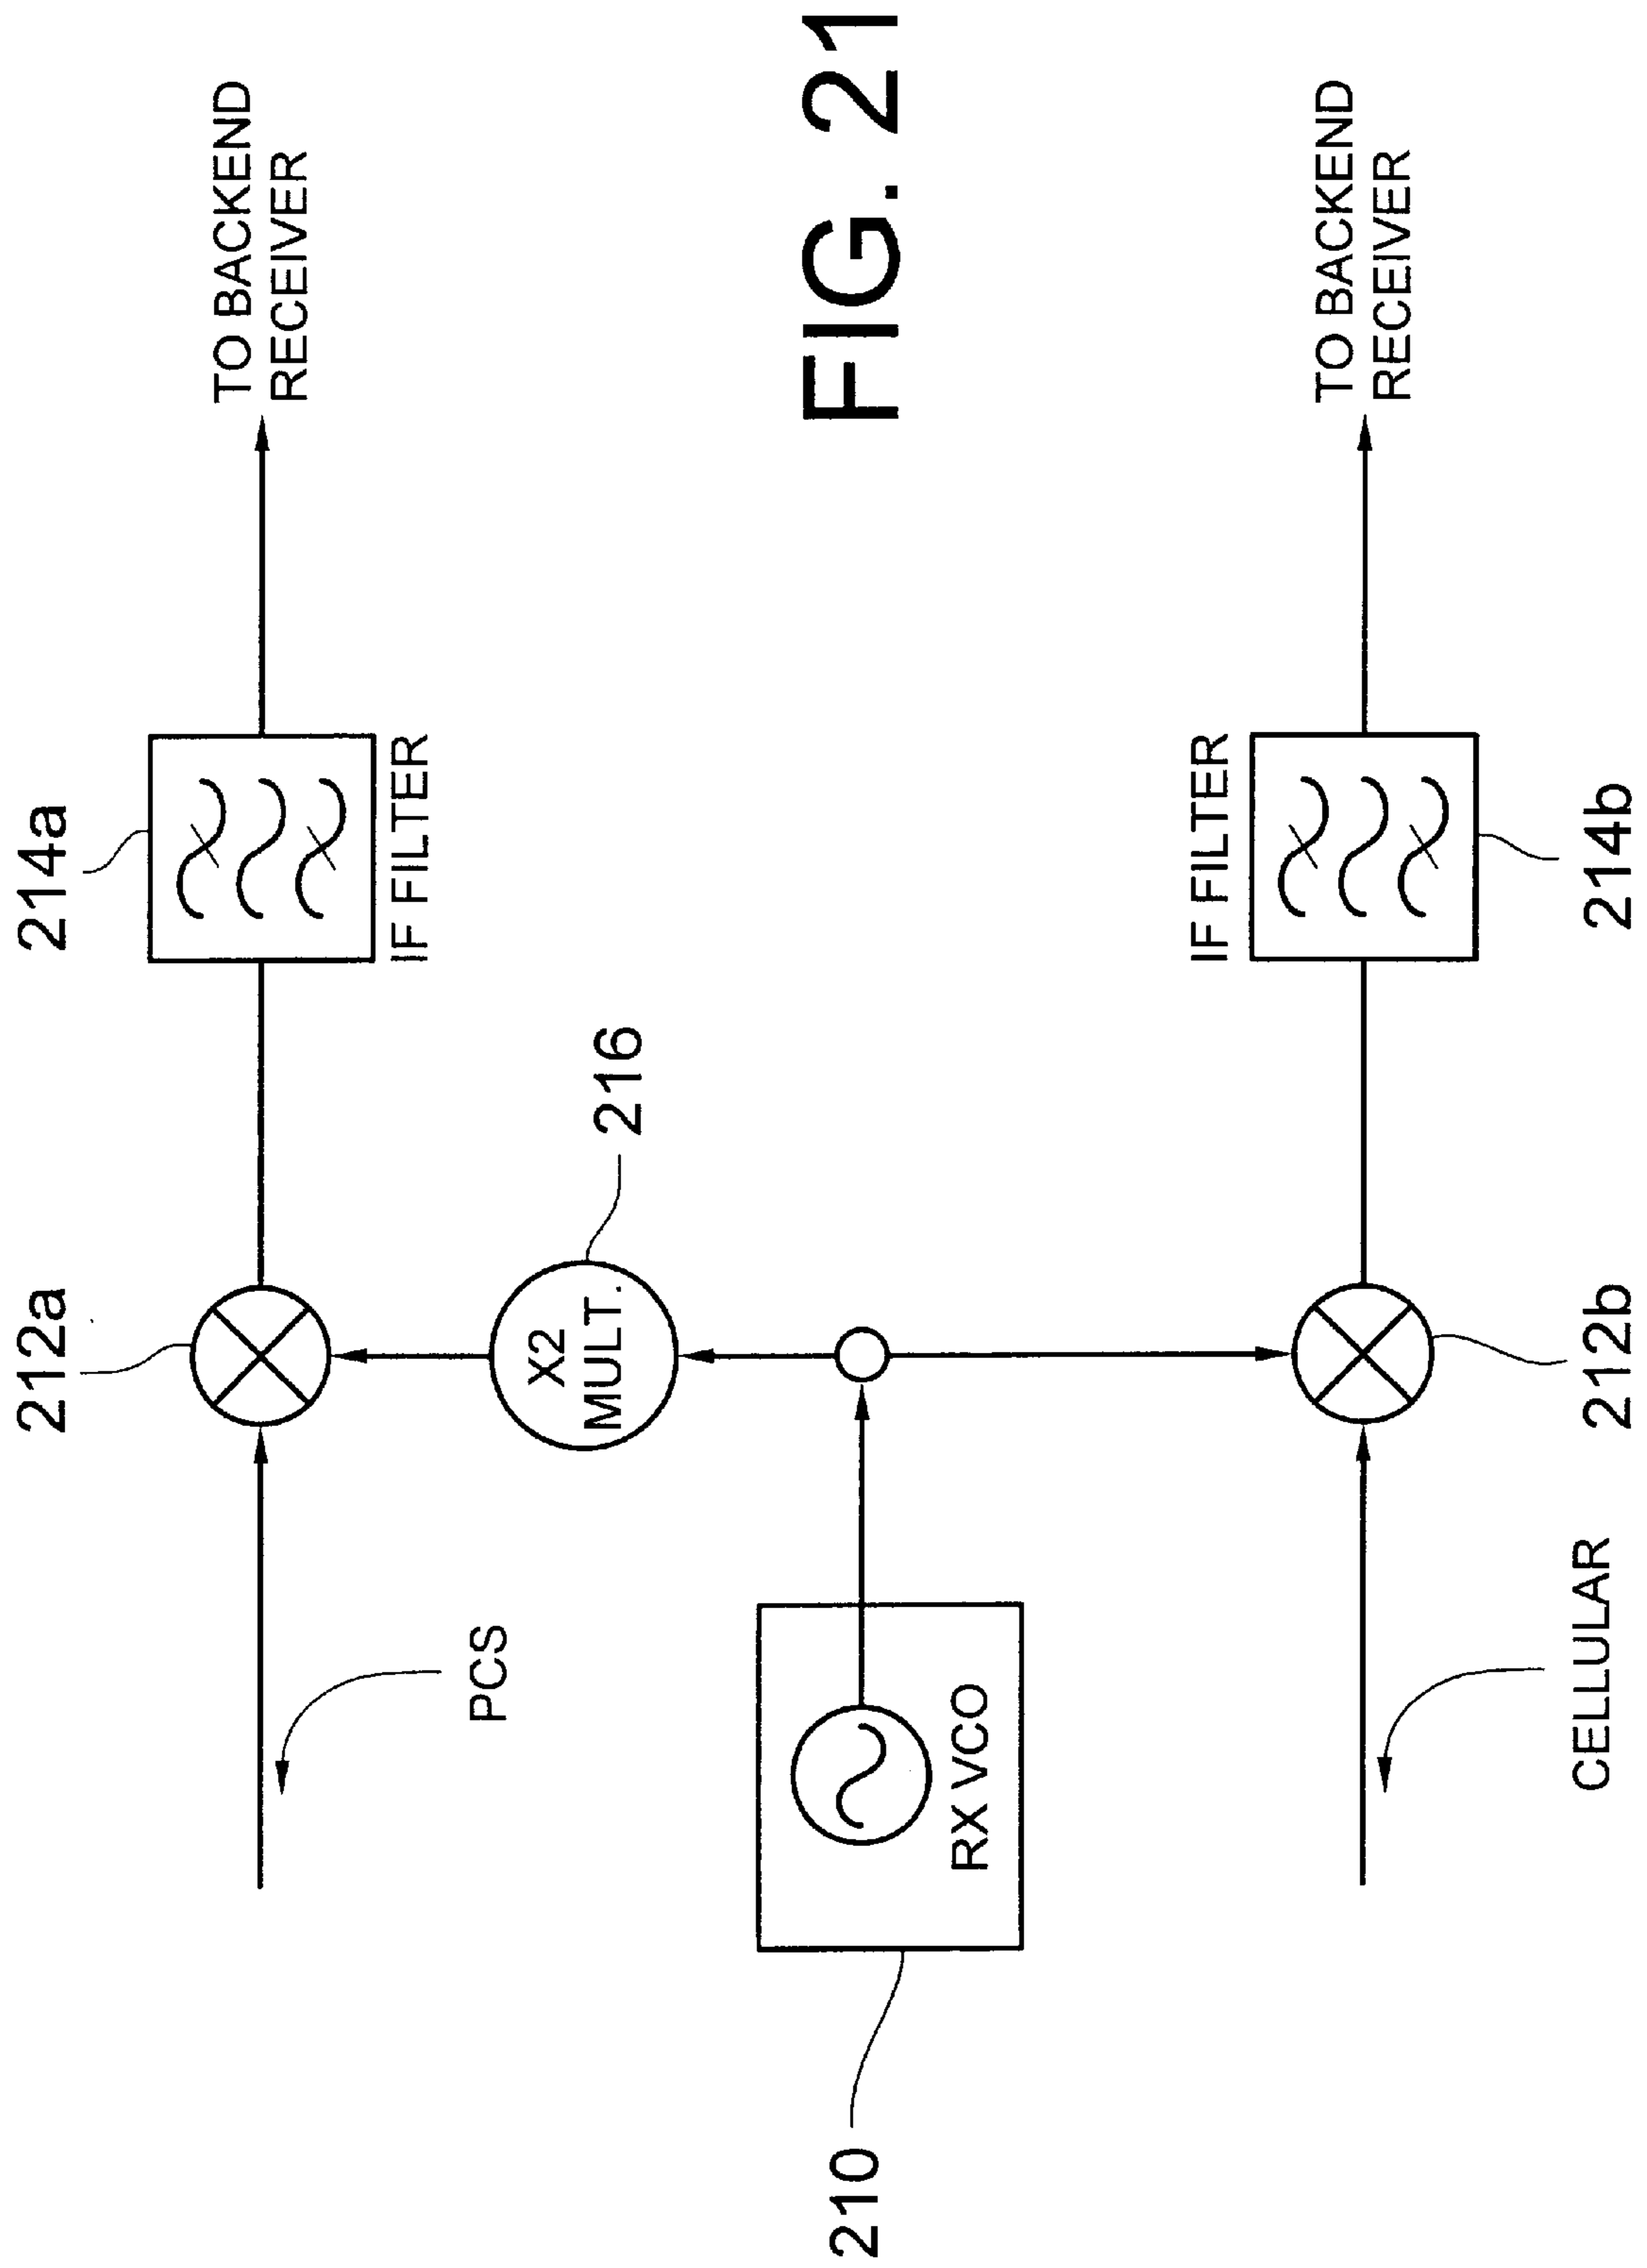 212a
214a
TO BACKEND
RECEIVER
PCS
X2
MULT.
216
IF FILTER
210
RX VCO
FIG. 21
CELLULAR
212b
IF FILTER
214b
TO BACKEND
RECEIVER